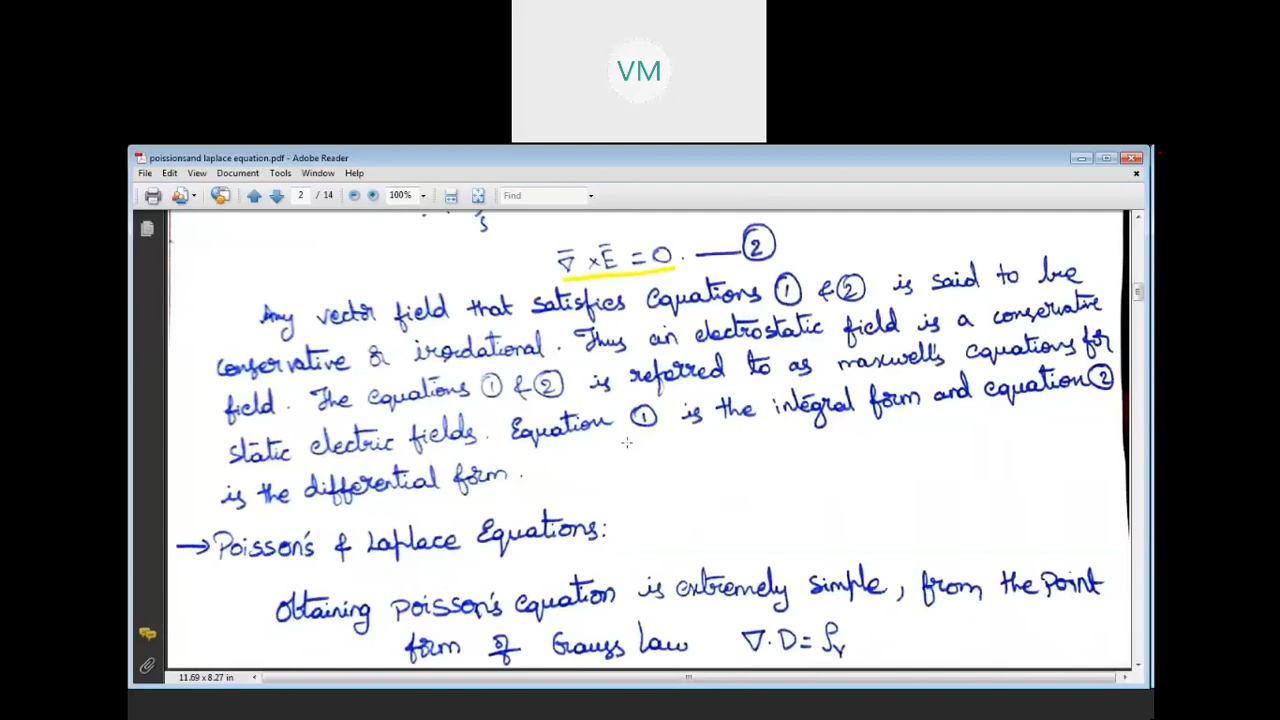 VM
poissionsand laplace equation.pdf - Adobe Reader
File Edit View Document Tools Window Help
2 / 14 100% Find
s
∇̄ × Ē = 0. — ②
Any vector field that satisfies equations ① & ② is said to be
conservative or irrotational. Thus an electrostatic field is a conservative
field. The equations ① & ② is referred to as maxwell's equations for
static electric fields. Equation ① is the integral form and equation ②
is the differential form.
→ Poisson's & Laplace Equations:
Obtaining poisson's equation is extremely simple, from the point
form of Gauss law ∇·D = ρv
11.69 x 8.27 in